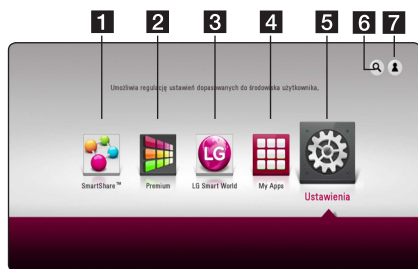 1 2 3 4 5 6 7
Umożliwia regulację ustawień dopasowanych do środowiska użytkownika.
LG
SmartShare™ Premium LG Smart World My Apps
Ustawienia